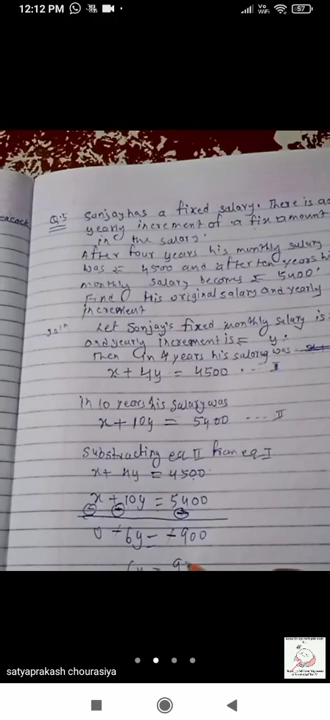 12:12 PM
57
Q.5 Sanjay has a fixed salary. There is a
yearly increment of a fix amount
in the salary.
After four years his monthly salary
was = 4500 and after ten years h
monthly salary becomes = 5400.
Find His original salary and yearly
increment
Let Sanjay's fixed monthly salary is
and yearly increment is = y.
Then in 4 years his salary was
x + 4y = 4500 ... I
in 10 years his salary was
x + 10y = 5400 ... II
Substracting eq II from eq I
x + 4y = 4500
x + 10y = 5400
0 - 6y = -900
satyaprakash chourasiya